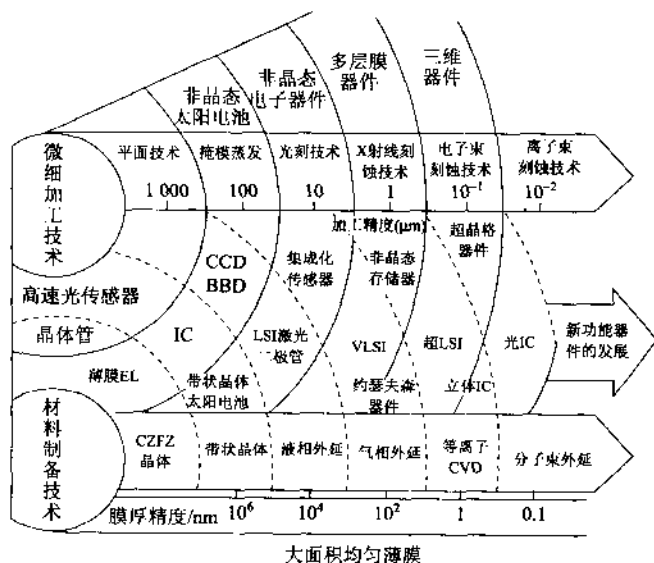 三维
器件
多层膜
器件
非晶态
电子器件
非晶态
太阳电池
微细加工技术
平面技术
掩模蒸发
光刻技术
X射线刻
蚀技术
电子束
刻蚀技术
离子束
刻蚀技术
1 000
100
10
1
10⁻¹
10⁻²
加工精度(μm)
超晶格
器件
CCD
BBD
集成化
传感器
非晶态
存储器
高速光传感器
晶体管
IC
LSI激光
二极管
VLSI
超LSI
光IC
新功能器
件的发展
薄膜EL
带状晶体
太阳电池
约瑟夫森
器件
立体IC
材料制备技术
CZFZ
晶体
带状晶体
液相外延
气相外延
等离子
CVD
分子束外延
膜厚精度/nm
10⁶
10⁴
10²
1
0.1
大面积均匀薄膜